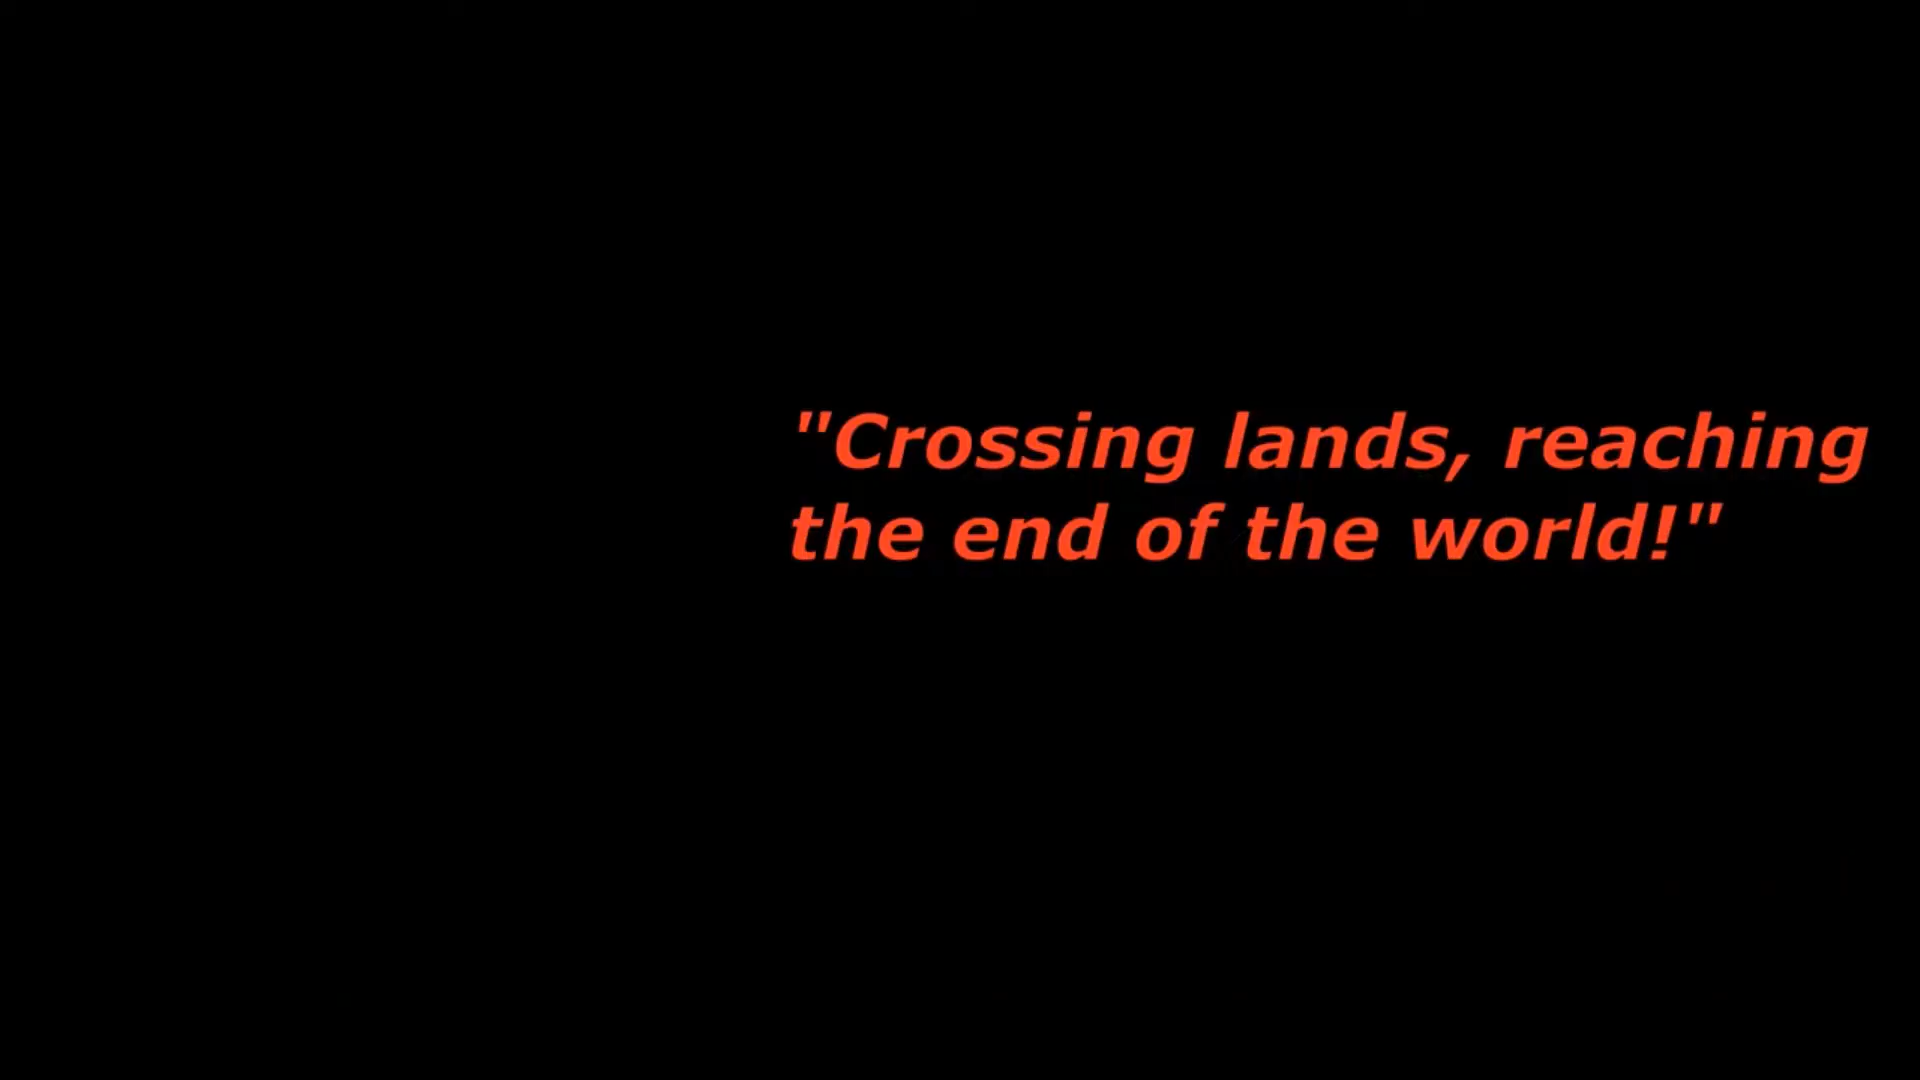 "Crossing lands, reaching
the end of the world!"